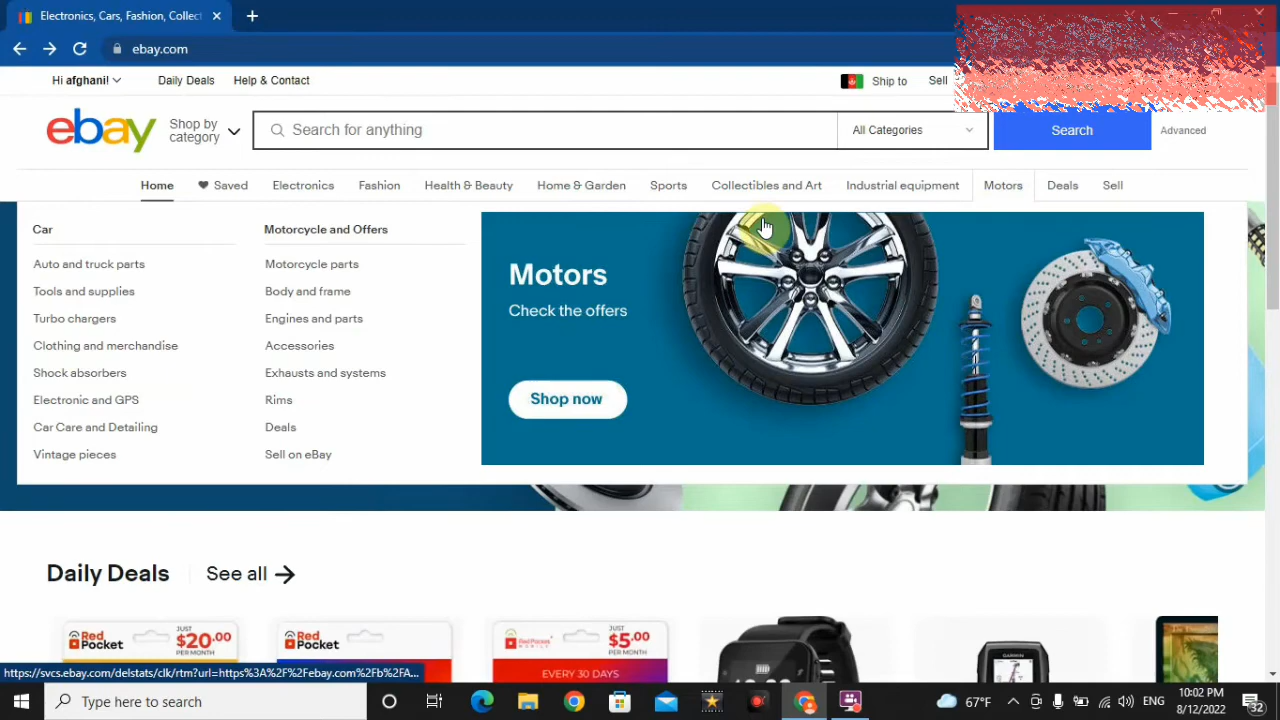 Electronics, Cars, Fashion, Collect
ebay.com
Hi afghani!
Daily Deals
Help & Contact
Ship to
Sell
ebay
Shop by category
Search for anything
All Categories
Search
Advanced
Home
Saved
Electronics
Fashion
Health & Beauty
Home & Garden
Sports
Collectibles and Art
Industrial equipment
Motors
Deals
Sell
Car
Auto and truck parts
Tools and supplies
Turbo chargers
Clothing and merchandise
Shock absorbers
Electronic and GPS
Car Care and Detailing
Vintage pieces
Motorcycle and Offers
Motorcycle parts
Body and frame
Engines and parts
Accessories
Exhausts and systems
Rims
Deals
Sell on eBay
Motors
Check the offers
Shop now
Daily Deals
See all
Red Pocket
JUST $20.00 PER MONTH
Red Pocket
Red Pocket MOBILE
JUST $5.00 PER MONTH
EVERY 30 DAYS
GARMIN
https://svcs.ebay.com/delstats/clk/rtm?url=https%3A%2F%2Febay.com%2fb%2fA...
Type here to search
67°F
ENG
10:02 PM
8/12/2022
32